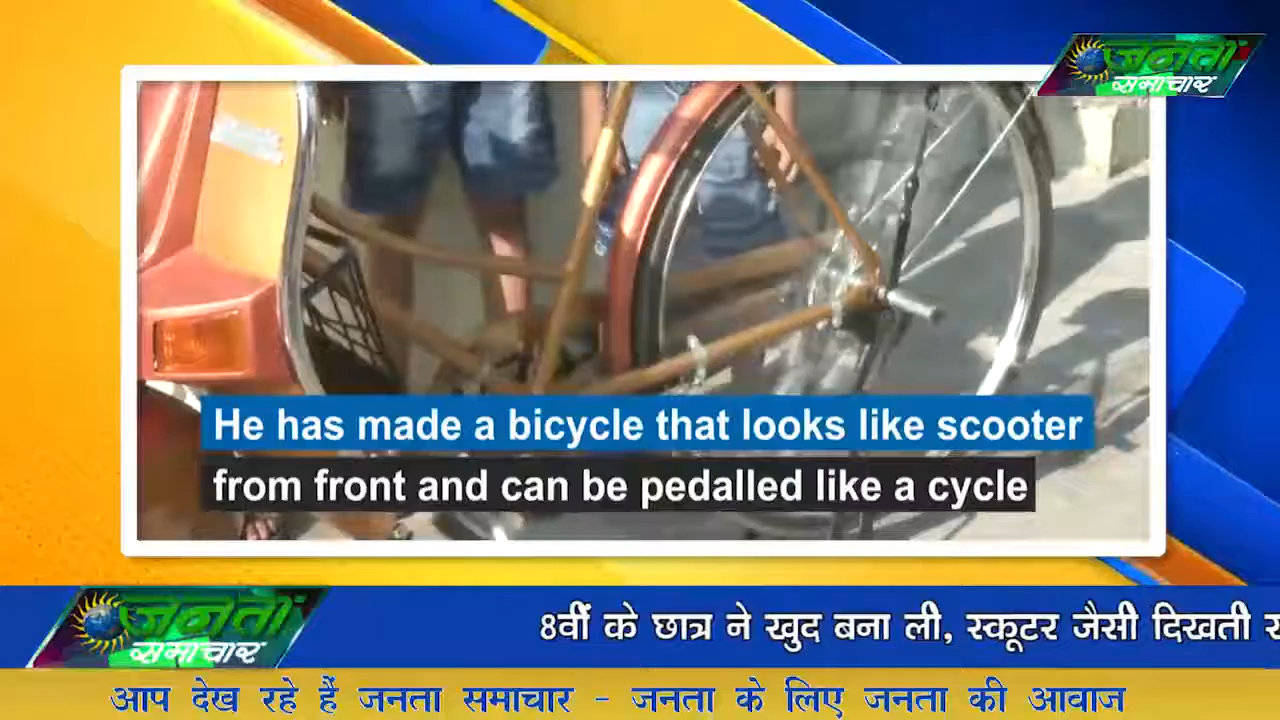 जनता
समाचार
He has made a bicycle that looks like scooter
from front and can be pedalled like a cycle
जनता
समाचार
8वीं के छात्र ने खुद बना ली, स्कूटर जैसी दिखती
आप देख रहे हैं जनता समाचार - जनता के लिए जनता की आवाज